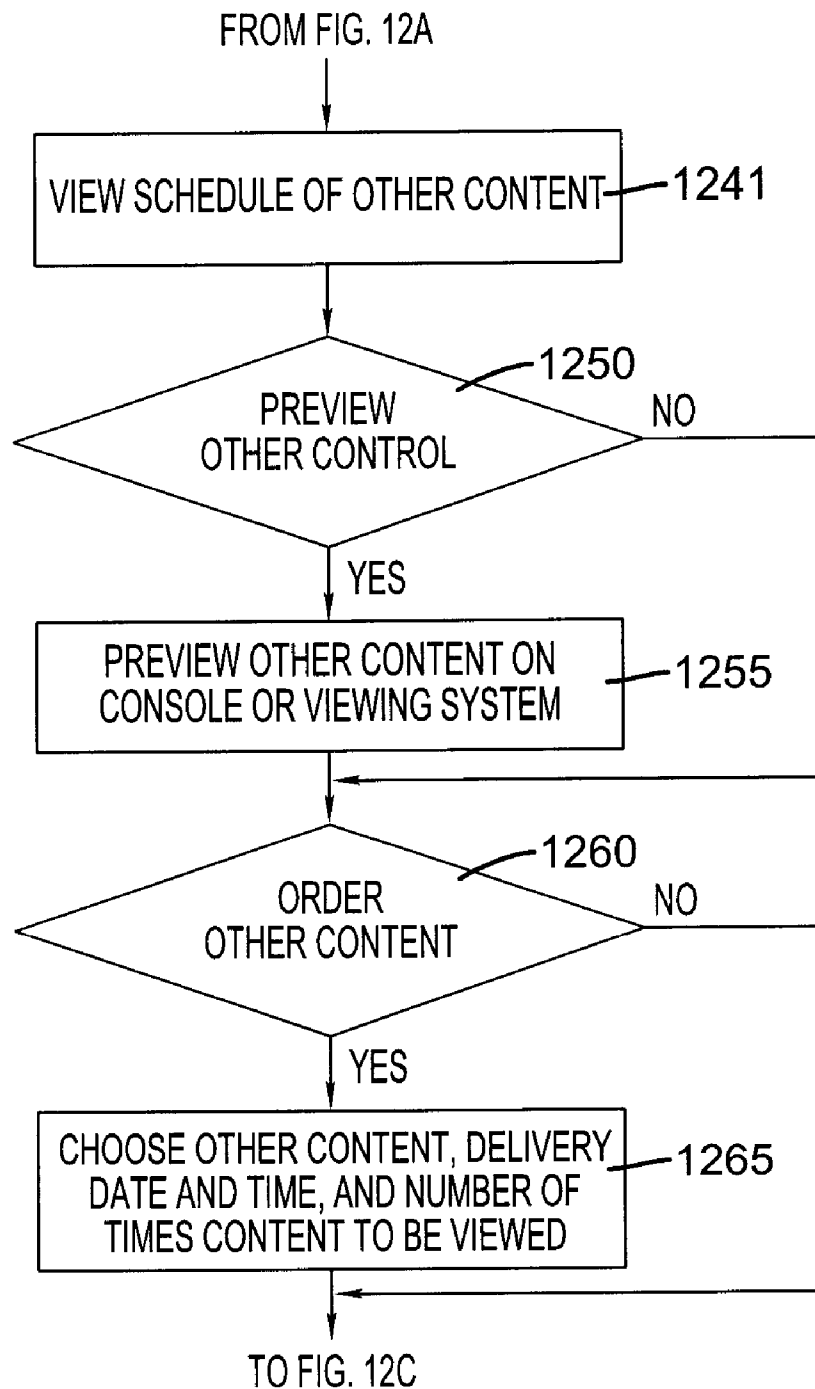 FROM FIG. 12A
VIEW SCHEDULE OF OTHER CONTENT
1241
1250
PREVIEW
OTHER CONTROL
NO
YES
PREVIEW OTHER CONTENT ON
CONSOLE OR VIEWING SYSTEM
1255
1260
ORDER
OTHER CONTENT
NO
YES
CHOOSE OTHER CONTENT, DELIVERY
DATE AND TIME, AND NUMBER OF
TIMES CONTENT TO BE VIEWED
1265
TO FIG. 12C